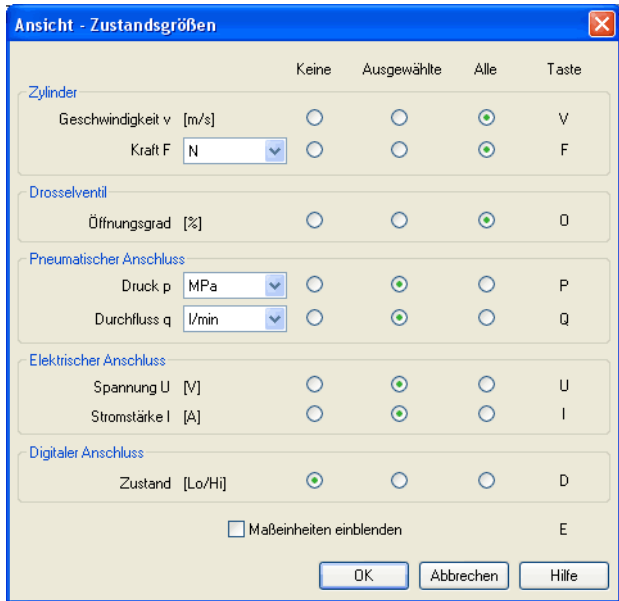 Ansicht - Zustandsgrößen
Keine Ausgewählte Alle Taste
Zylinder
Geschwindigkeit v [m/s] V
Kraft F N F
Drosselventil
Öffnungsgrad [%] O
Pneumatischer Anschluss
Druck p MPa P
Durchfluss q l/min Q
Elektrischer Anschluss
Spannung U [V] U
Stromstärke I [A] I
Digitaler Anschluss
Zustand [Lo/Hi] D
Maßeinheiten einblenden E
OK Abbrechen Hilfe